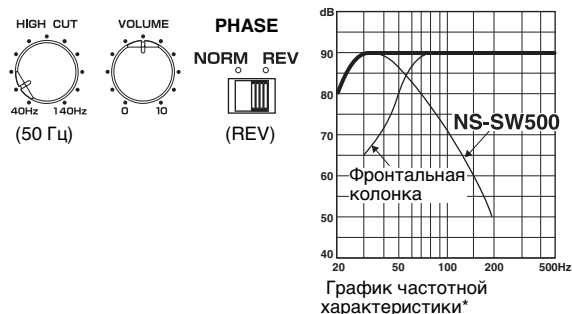 HIGH CUT
40Hz 140Hz
(50 Гц)
VOLUME
0 10
PHASE
NORM REV
(REV)
dB
90
80
70
60
50
40
20 50 100 200 500Hz
NS-SW500
Фронтальная
колонка
График частотной
характеристики*